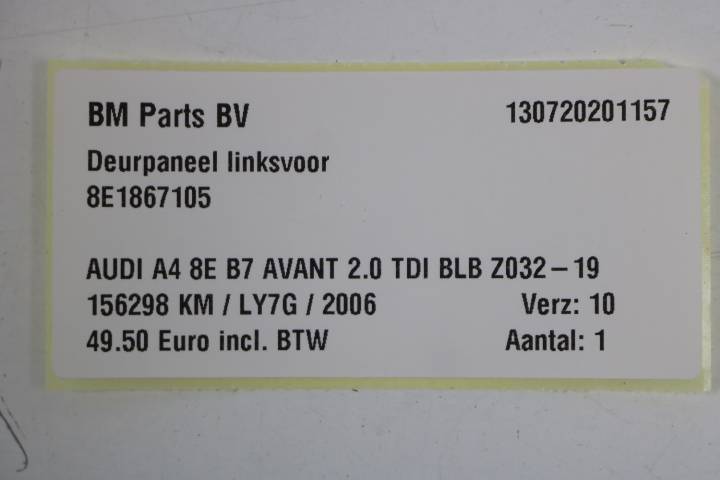 BM Parts BV 130720201157
Deurpaneel linksvoor
8E1867105
AUDI A4 8E B7 AVANT 2.0 TDI BLB Z032-19
156298 KM / LY7G / 2006 Verz: 10
49.50 Euro incl. BTW Aantal: 1